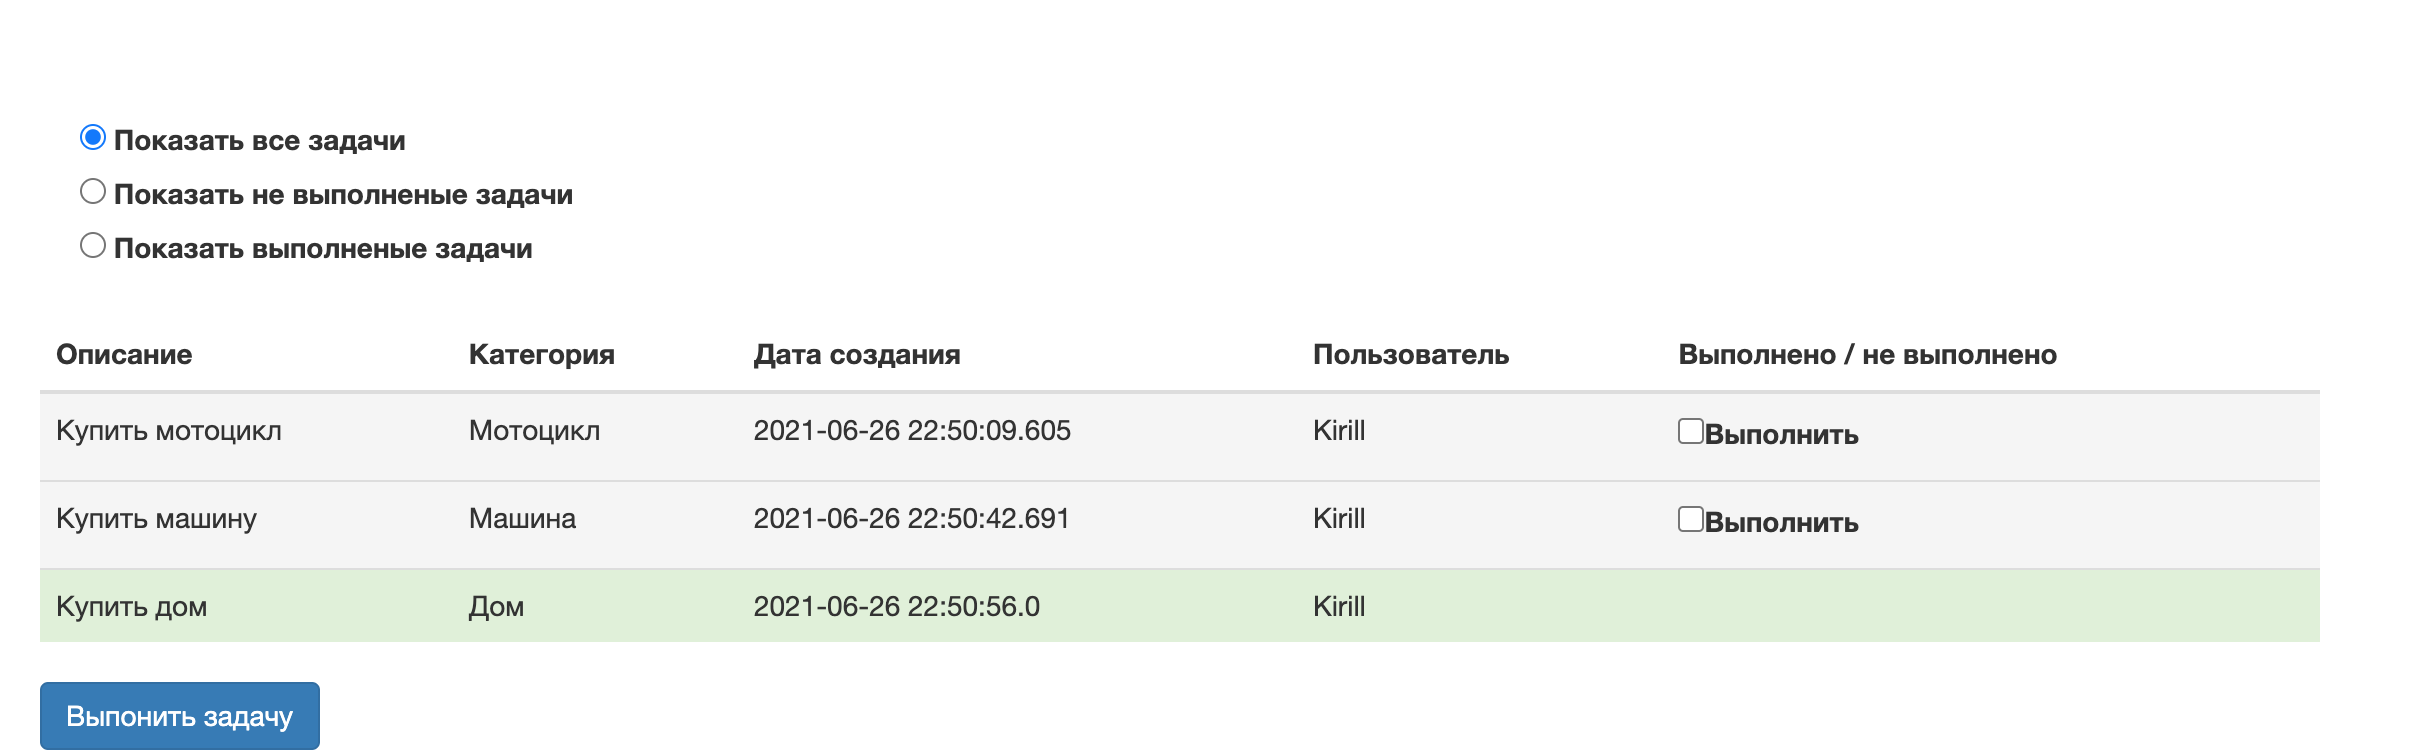 Показать все задачи
Показать не выполненые задачи
Показать выполненые задачи
Описание Категория Дата создания Пользователь Выполнено / не выполнено
Купить мотоцикл Мотоцикл 2021-06-26 22:50:09.605 Kirill Выполнить
Купить машину Машина 2021-06-26 22:50:42.691 Kirill Выполнить
Купить дом Дом 2021-06-26 22:50:56.0 Kirill
Выпонить задачу